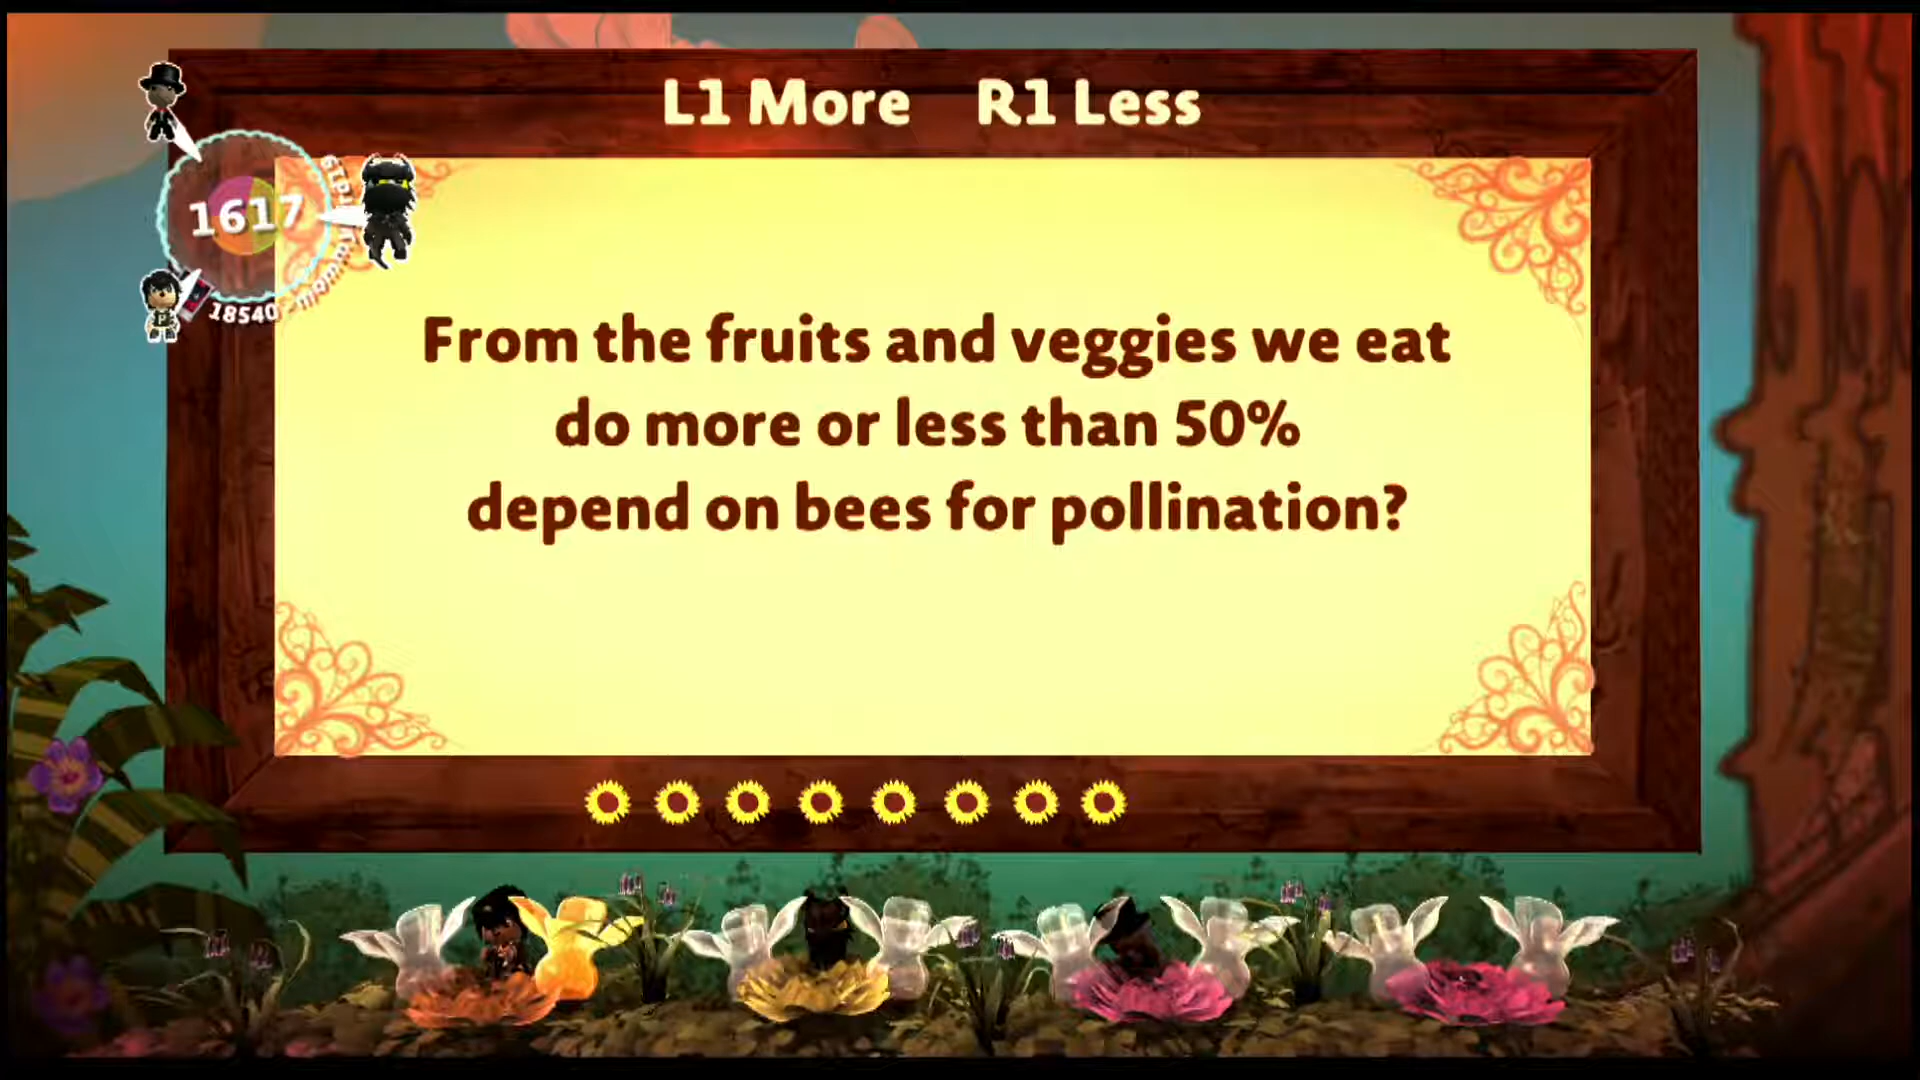 L1 More R1 Less
1617
18540
From the fruits and veggies we eat
do more or less than 50%
depend on bees for pollination?
P